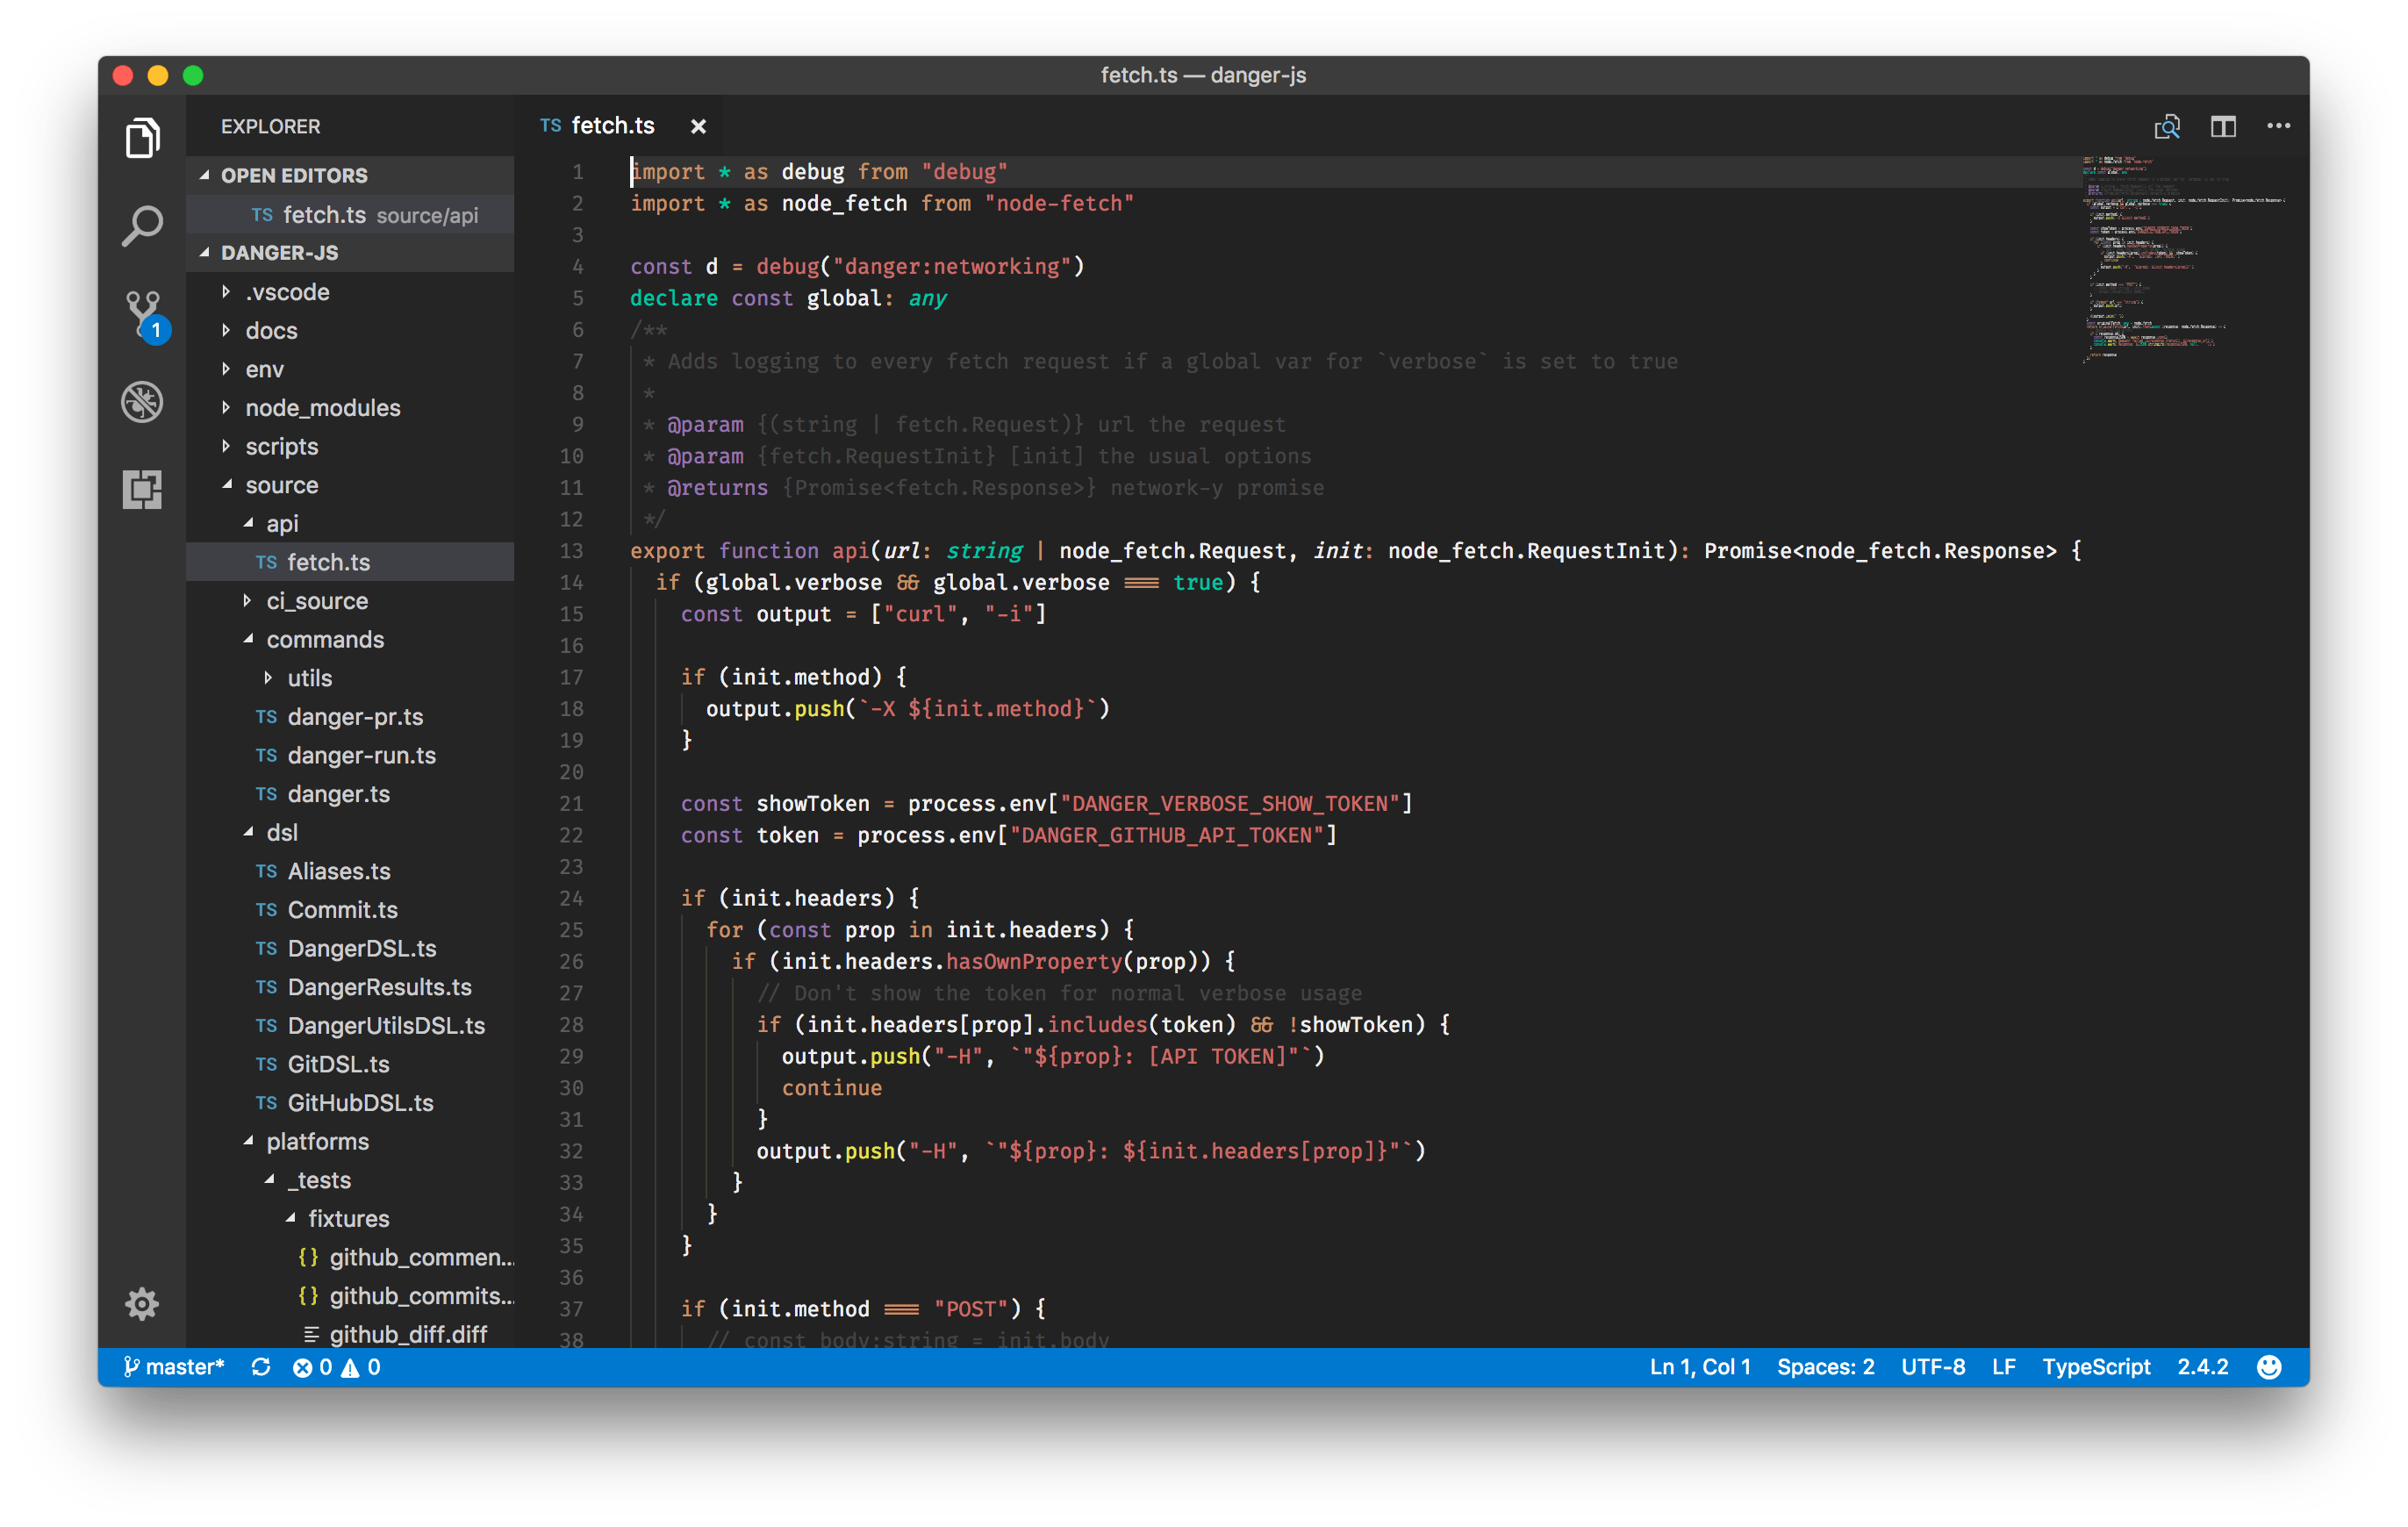 fetch.ts — danger-js
EXPLORER
OPEN EDITORS
TS fetch.ts source/api
DANGER-JS
.vscode
docs
env
node_modules
scripts
source
api
TS fetch.ts
ci_source
commands
utils
TS danger-pr.ts
TS danger-run.ts
TS danger.ts
dsl
TS Aliases.ts
TS Commit.ts
TS DangerDSL.ts
TS DangerResults.ts
TS DangerUtilsDSL.ts
TS GitDSL.ts
TS GitHubDSL.ts
platforms
_tests
fixtures
{} github_commen...
{} github_commits...
github_diff.diff
1
TS fetch.ts ×
1 import * as debug from "debug"
2 import * as node_fetch from "node-fetch"
3
4 const d = debug("danger:networking")
5 declare const global: any
6 /**
7 * Adds logging to every fetch request if a global var for `verbose` is set to true
8 *
9 * @param {(string | fetch.Request)} url the request
10 * @param {fetch.RequestInit} [init] the usual options
11 * @returns {Promise<fetch.Response>} network-y promise
12 */
13 export function api(url: string | node_fetch.Request, init: node_fetch.RequestInit): Promise<node_fetch.Response> {
14 if (global.verbose && global.verbose === true) {
15 const output = ["curl", "-i"]
16
17 if (init.method) {
18 output.push(`-X ${init.method}`)
19 }
20
21 const showToken = process.env["DANGER_VERBOSE_SHOW_TOKEN"]
22 const token = process.env["DANGER_GITHUB_API_TOKEN"]
23
24 if (init.headers) {
25 for (const prop in init.headers) {
26 if (init.headers.hasOwnProperty(prop)) {
27 // Don't show the token for normal verbose usage
28 if (init.headers[prop].includes(token) && !showToken) {
29 output.push("-H", `"${prop}: [API TOKEN]"`)
30 continue
31 }
32 output.push("-H", `"${prop}: ${init.headers[prop]}"`)
33 }
34 }
35 }
36
37 if (init.method === "POST") {
38 // const body:string = init.body
master* 0 0
Ln 1, Col 1 Spaces: 2 UTF-8 LF TypeScript 2.4.2